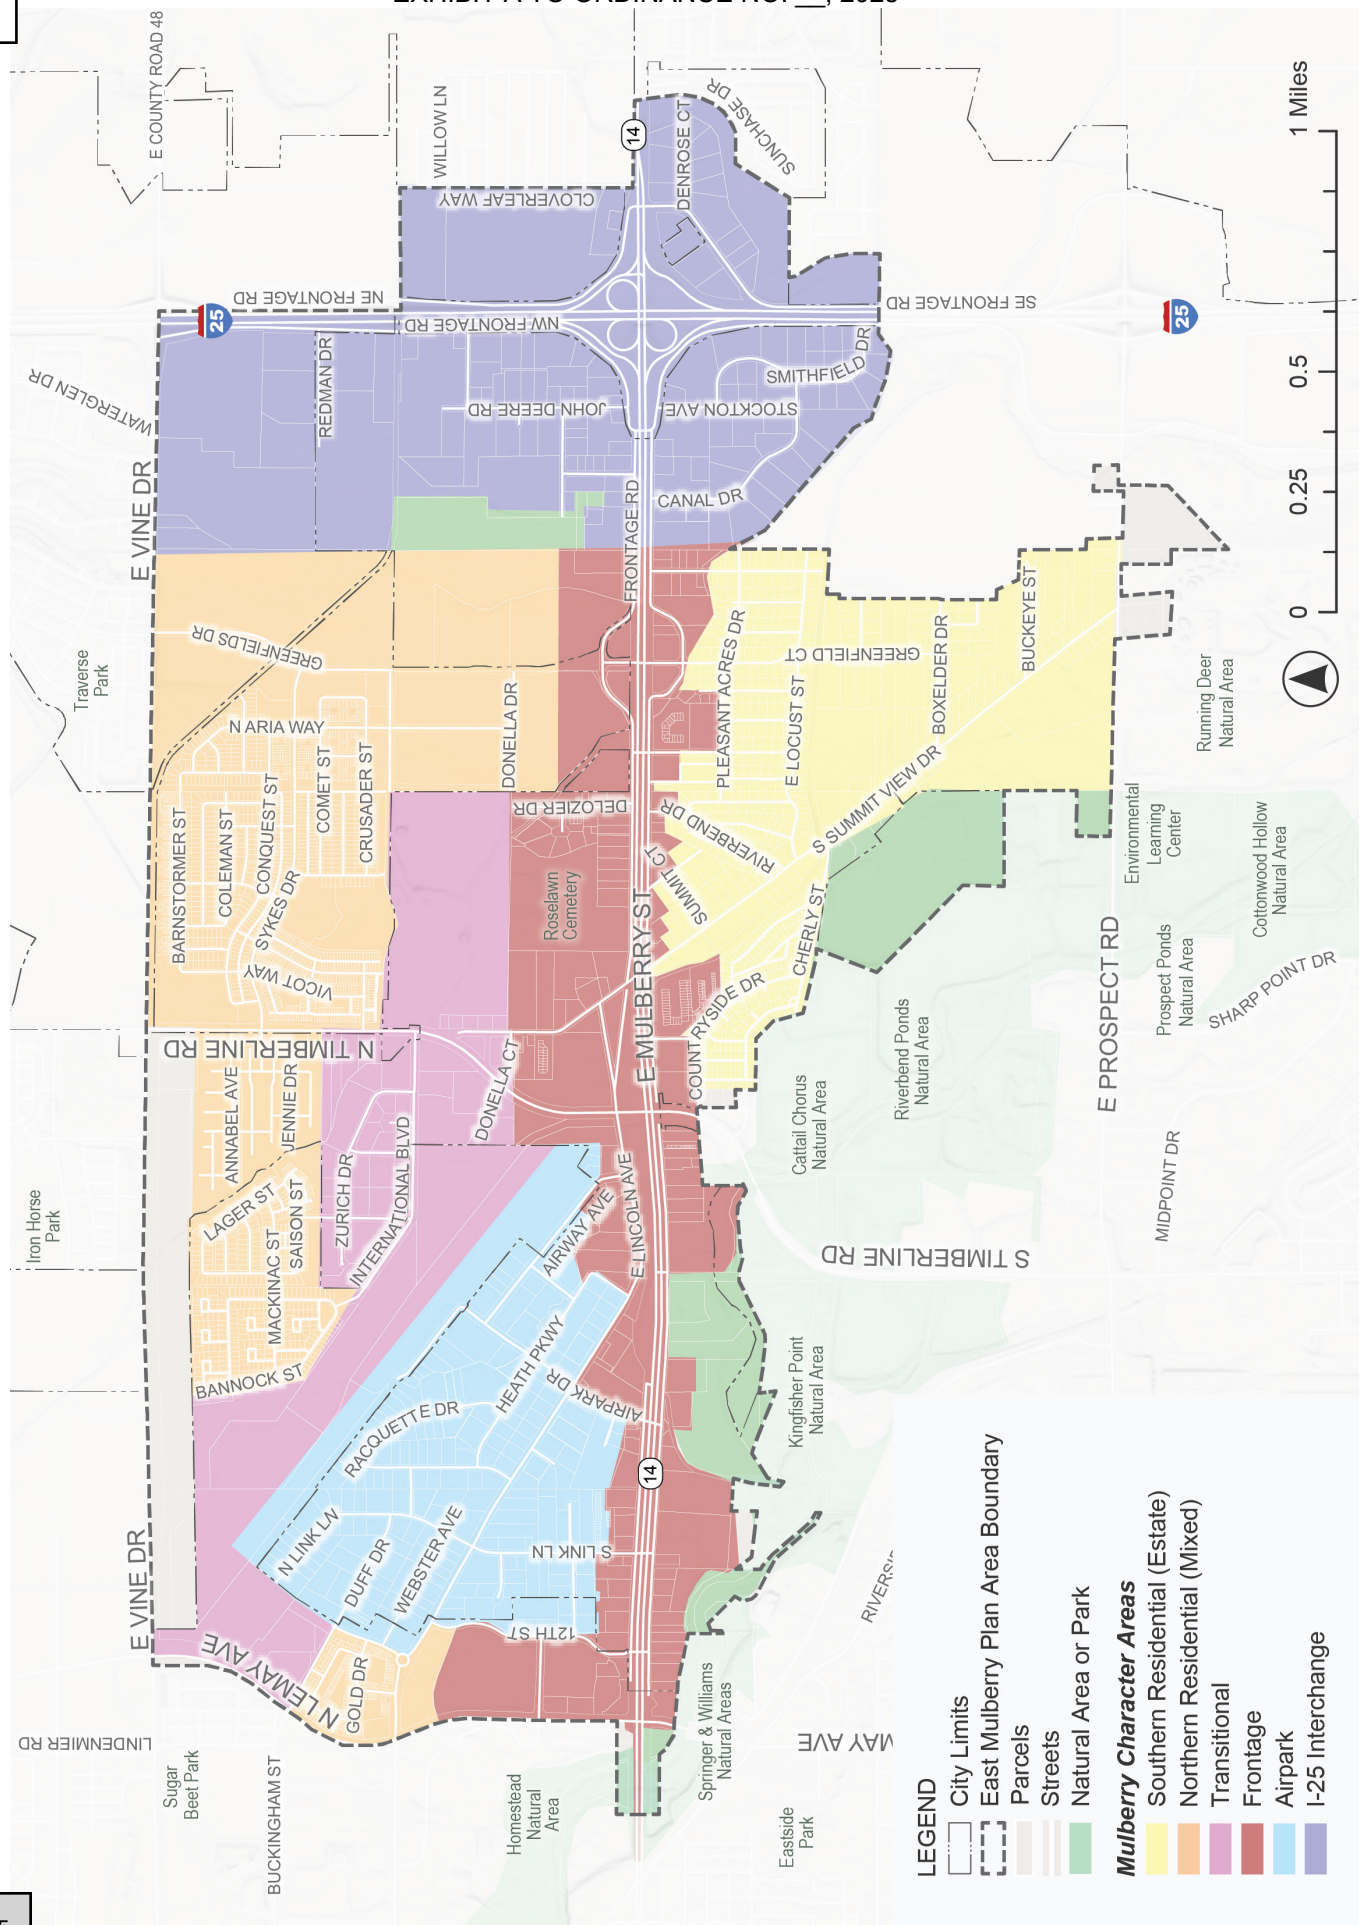 E COUNTY ROAD 48
WILLOW LN
CLOVERLEAF WAY
14
DENROSE CT
SUNCHASE DR
NE FRONTAGE RD
25
NW FRONTAGE RD
SE FRONTAGE RD
25
WATERGLEN DR
REDMAN DR
JOHN DEERE RD
STOCKTON AVE
SMITHFIELD DR
E VINE DR
FRONTAGE RD
CANAL DR
Traverse
Park
GREENFIELDS DR
N ARIA WAY
DONELLA DR
PLEASANT ACRES DR
GREENFIELD CT
E LOCUST ST
BOXELDER DR
BUCKEYE ST
Running Deer
Natural Area
BARNSTORMER ST
COLEMAN ST
CONQUEST ST
COMET ST
CRUSADER ST
SYKES DR
VICOT WAY
DELOZIER DR
Roselawn
Cemetery
RIVERBEND DR
SUMMIT CT
S SUMMIT VIEW DR
CHERLY ST
Environmental
Learning
Center
Cottonwood Hollow
Natural Area
E MULBERRY ST
COUNTRYSIDE DR
Riverbend Ponds
Natural Area
E PROSPECT RD
Prospect Ponds
Natural Area
SHARP POINT DR
N TIMBERLINE RD
ANNABEL AVE
JENNIE DR
DONELLA CT
Cattail Chorus
Natural Area
MIDPOINT DR
Iron Horse
Park
LAGER ST
SAISON ST
MACKINAC ST
ZURICH DR
INTERNATIONAL BLVD
AIRWAY AVE
E LINCOLN AVE
S TIMBERLINE RD
BANNOCK ST
RACQUETTE DR
HEATH PKWY
AIRPARK DR
14
Kingfisher Point
Natural Area
E VINE DR
N LINK LN
DUFF DR
WEBSTER AVE
S LINK LN
12TH ST
N LEMAY AVE
GOLD DR
LINDENMIER RD
Sugar
Beet Park
BUCKINGHAM ST
Homestead
Natural
Area
Springer & Williams
Natural Areas
Eastside
Park
0
0.25
0.5
1 Miles
LEGEND
City Limits
East Mulberry Plan Area Boundary
Parcels
Streets
Natural Area or Park
Mulberry Character Areas
Southern Residential (Estate)
Northern Residential (Mixed)
Transitional
Frontage
Airpark
I-25 Interchange